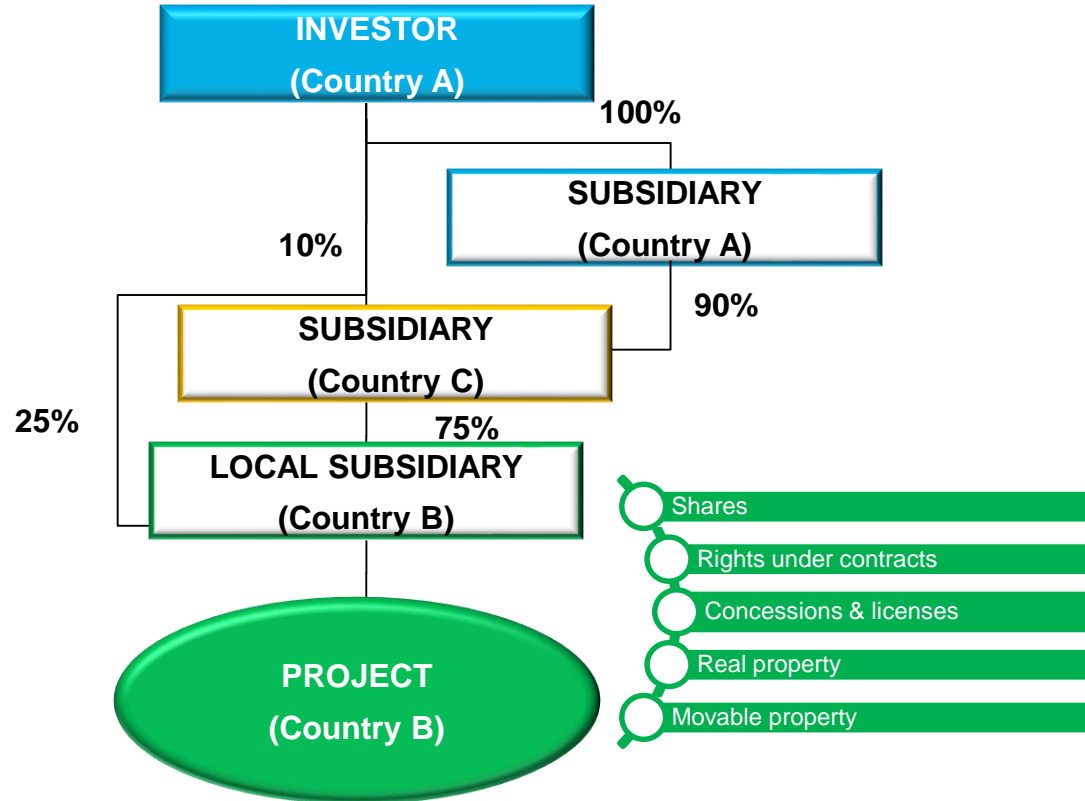 INVESTOR
(Country A)
100%
SUBSIDIARY
(Country A)
10%
90%
SUBSIDIARY
(Country C)
25%
75%
LOCAL SUBSIDIARY
(Country B)
Shares
Rights under contracts
Concessions & licenses
Real property
Movable property
PROJECT
(Country B)